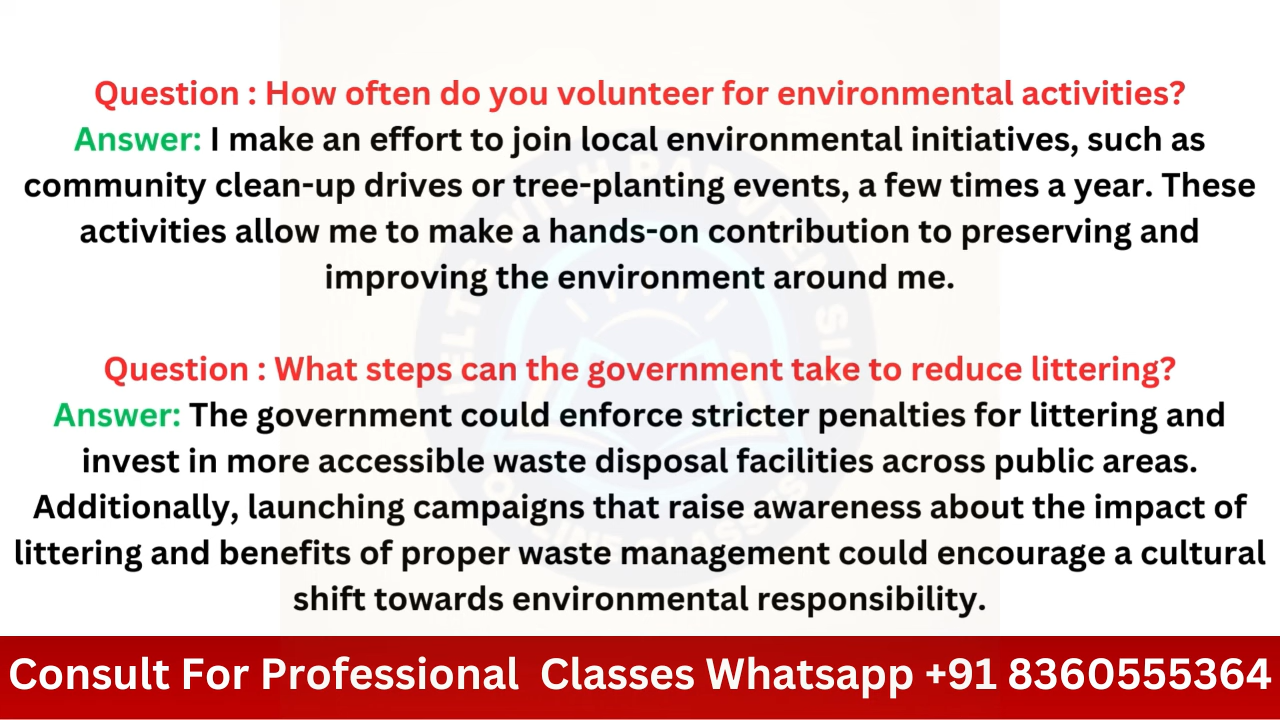 Question : How often do you volunteer for environmental activities?
Answer: I make an effort to join local environmental initiatives, such as
community clean-up drives or tree-planting events, a few times a year. These
activities allow me to make a hands-on contribution to preserving and
improving the environment around me.
Question : What steps can the government take to reduce littering?
Answer: The government could enforce stricter penalties for littering and
invest in more accessible waste disposal facilities across public areas.
Additionally, launching campaigns that raise awareness about the impact of
littering and benefits of proper waste management could encourage a cultural
shift towards environmental responsibility.
Consult For Professional Classes Whatsapp +91 8360555364